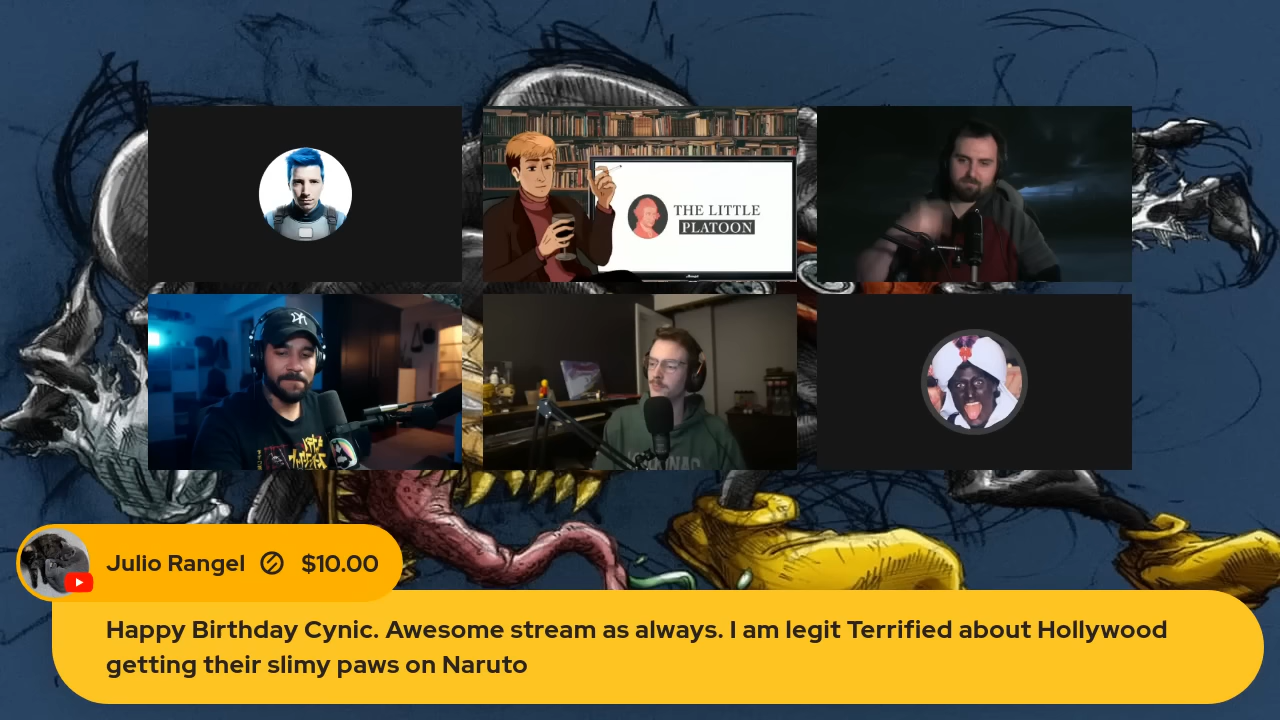 THE LITTLE
PLATOON
Julio Rangel $10.00
Happy Birthday Cynic. Awesome stream as always. I am legit Terrified about Hollywood
getting their slimy paws on Naruto